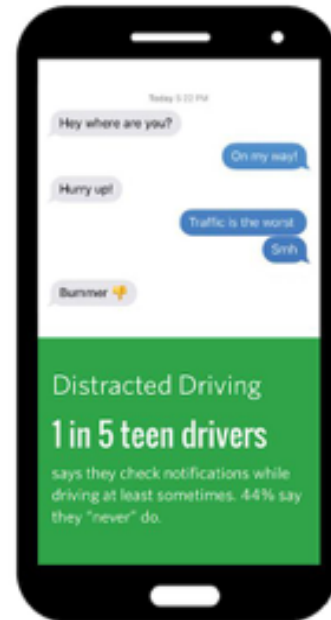 Today 5:22 PM
Hey where are you?
On my way!
Hurry up!
Traffic is the worst
Smh
Bummer 👎
Distracted Driving
1 in 5 teen drivers
says they check notifications while
driving at least sometimes. 44% say
they "never" do.